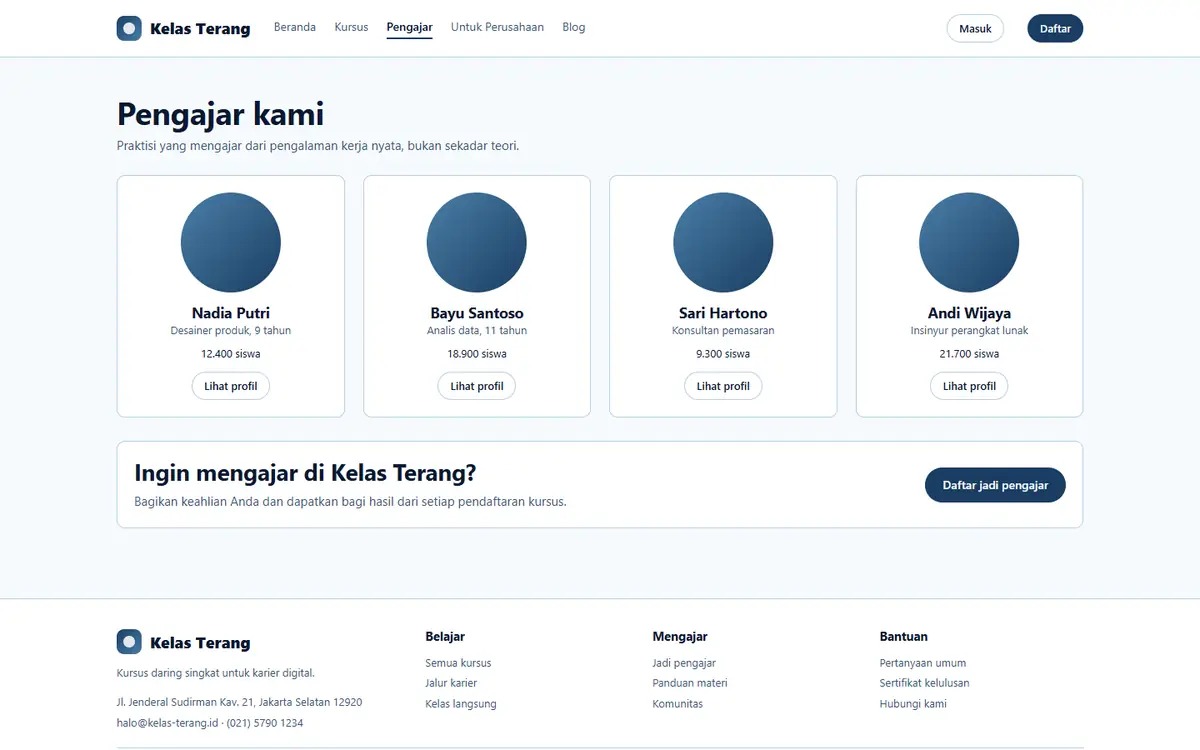 Kelas Terang
Beranda
Kursus
Pengajar
Untuk Perusahaan
Blog
Masuk
Daftar
Pengajar kami
Praktisi yang mengajar dari pengalaman kerja nyata, bukan sekadar teori.
Nadia Putri
Desainer produk, 9 tahun
12.400 siswa
Lihat profil
Bayu Santoso
Analis data, 11 tahun
18.900 siswa
Lihat profil
Sari Hartono
Konsultan pemasaran
9.300 siswa
Lihat profil
Andi Wijaya
Insinyur perangkat lunak
21.700 siswa
Lihat profil
Ingin mengajar di Kelas Terang?
Bagikan keahlian Anda dan dapatkan bagi hasil dari setiap pendaftaran kursus.
Daftar jadi pengajar
Kelas Terang
Kursus daring singkat untuk karier digital.
Jl. Jenderal Sudirman Kav. 21, Jakarta Selatan 12920
halo@kelas-terang.id · (021) 5790 1234
Belajar
Semua kursus
Jalur karier
Kelas langsung
Mengajar
Jadi pengajar
Panduan materi
Komunitas
Bantuan
Pertanyaan umum
Sertifikat kelulusan
Hubungi kami